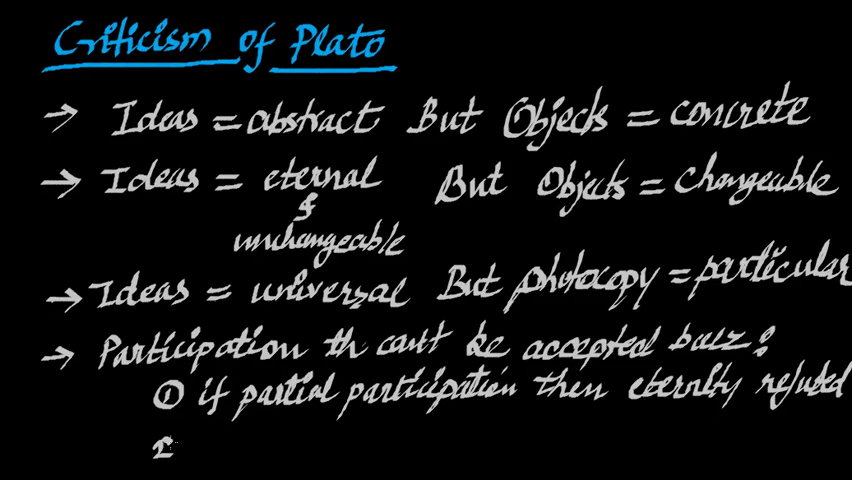 Criticism of Plato
→ Ideas = abstract But Objects = concrete
→ Ideas = eternal But Objects = changeable
& unchangeable
→ Ideas = universal But photocopy = particular
→ Participation th can't be accepted bcuz:
① if partial participation then eternity refuted